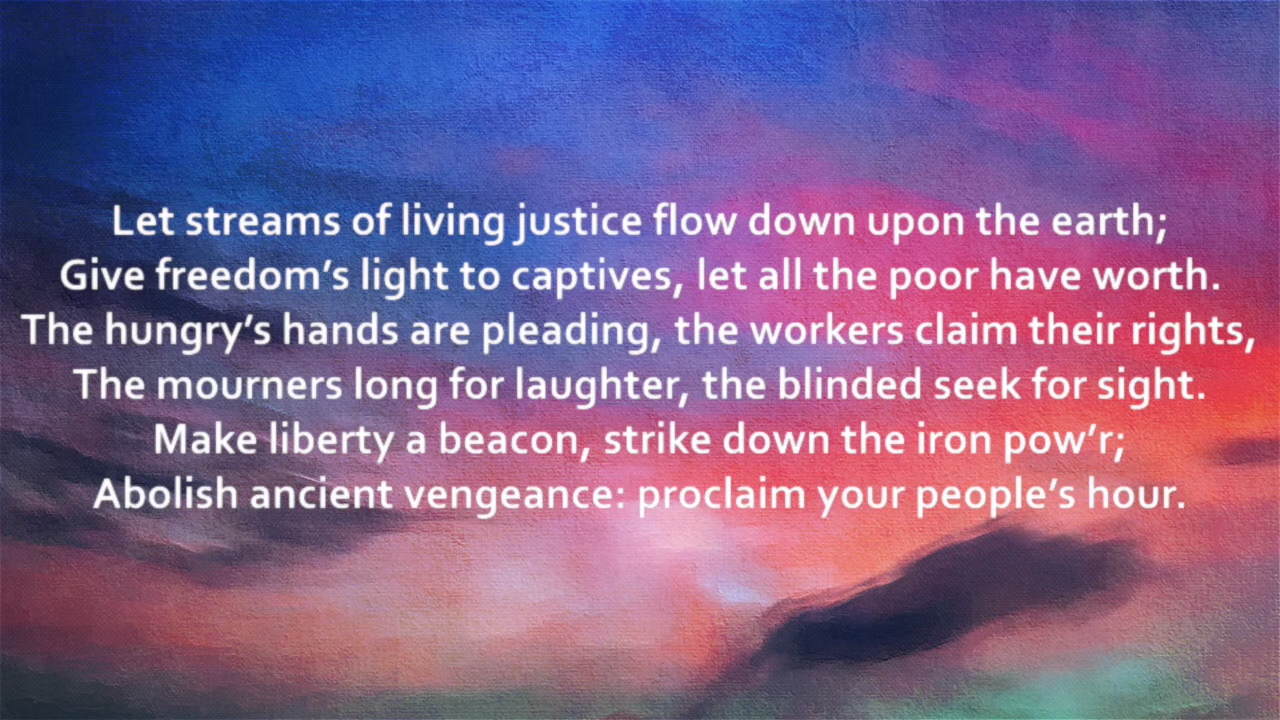 Let streams of living justice flow down upon the earth;
Give freedom’s light to captives, let all the poor have worth.
The hungry’s hands are pleading, the workers claim their rights,
The mourners long for laughter, the blinded seek for sight.
Make liberty a beacon, strike down the iron pow’r;
Abolish ancient vengeance: proclaim your people’s hour.